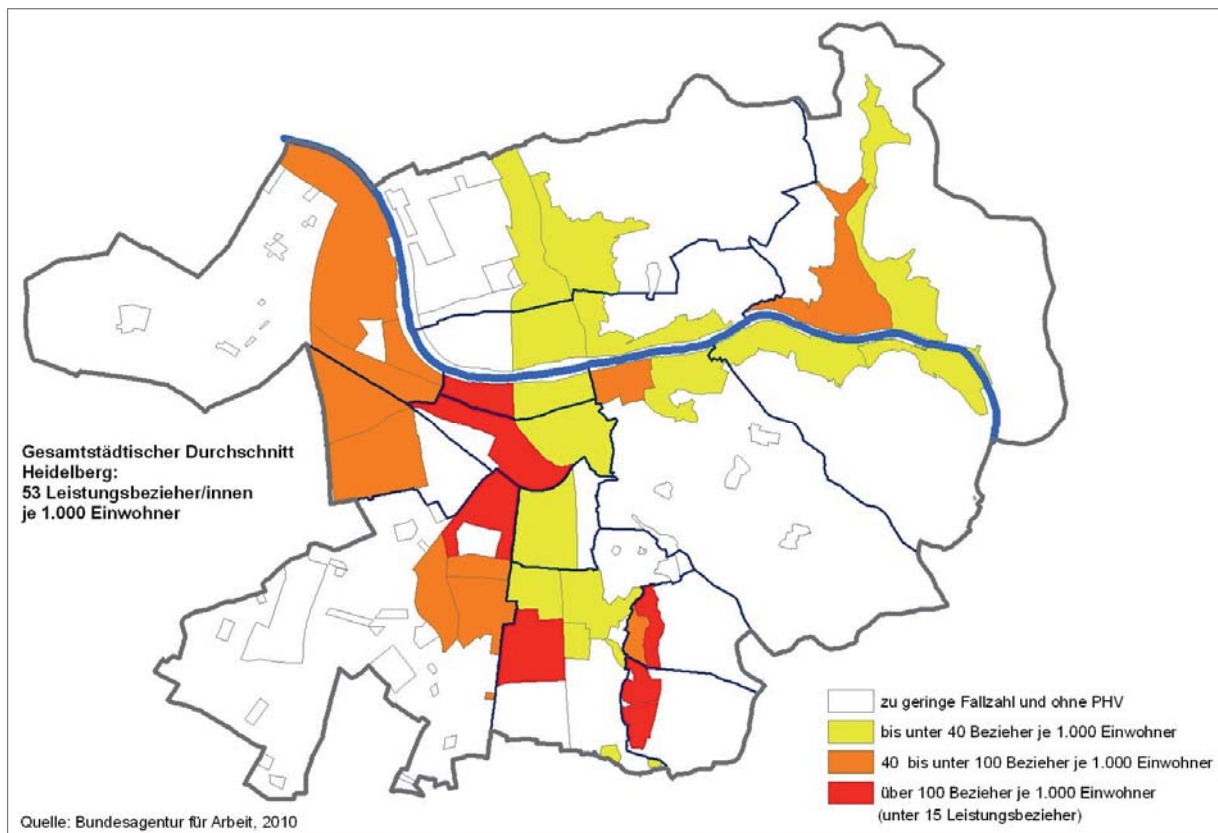 Gesamtstädtischer Durchschnitt
Heidelberg:
53 Leistungsbezieher/innen
je 1.000 Einwohner
zu geringe Fallzahl und ohne PHV
bis unter 40 Bezieher je 1.000 Einwohner
40 bis unter 100 Bezieher je 1.000 Einwohner
über 100 Bezieher je 1.000 Einwohner
(unter 15 Leistungsbezieher)
Quelle: Bundesagentur für Arbeit, 2010